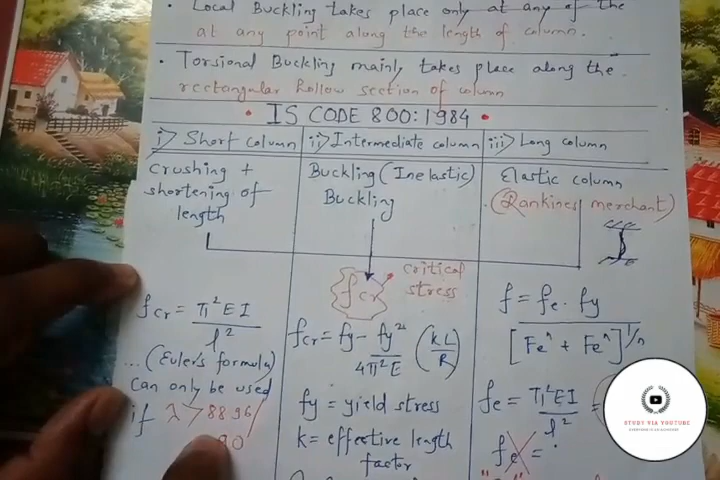 • Local Buckling takes place only at any of the
at any point along the length of column.
• Torsional Buckling mainly takes place along the
rectangular hollow section of column
• IS CODE 800:1984 •
i) Short column
Crushing +
shortening of
length
fcr = π²EI / l²
... (Euler's formula)
Can only be used
if λ > 88.96
90
ii) Intermediate column
Buckling (Inelastic)
Buckling
fcr
critical
stress
fcr = fy - fy² / 4π²E (KL/R)
fy = yield stress
k = effective length
factor
iii) Long column
Elastic column
(Rankines merchant)
f = fe . fy / [Feⁿ + Feⁿ]^1/n
fe = π²EI / l² =
fe =
STUDY VIA YOUTUBE